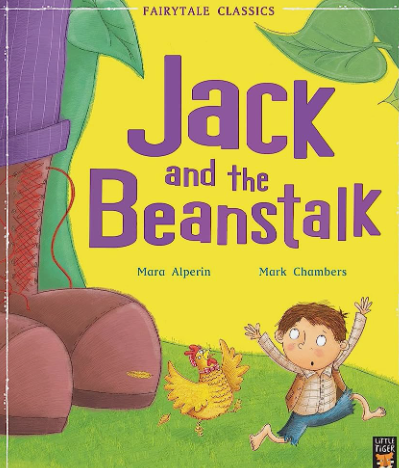 FAIRYTALE CLASSICS
Jack
and the
Beanstalk
Mara Alperin Mark Chambers
LITTLE
TIGER